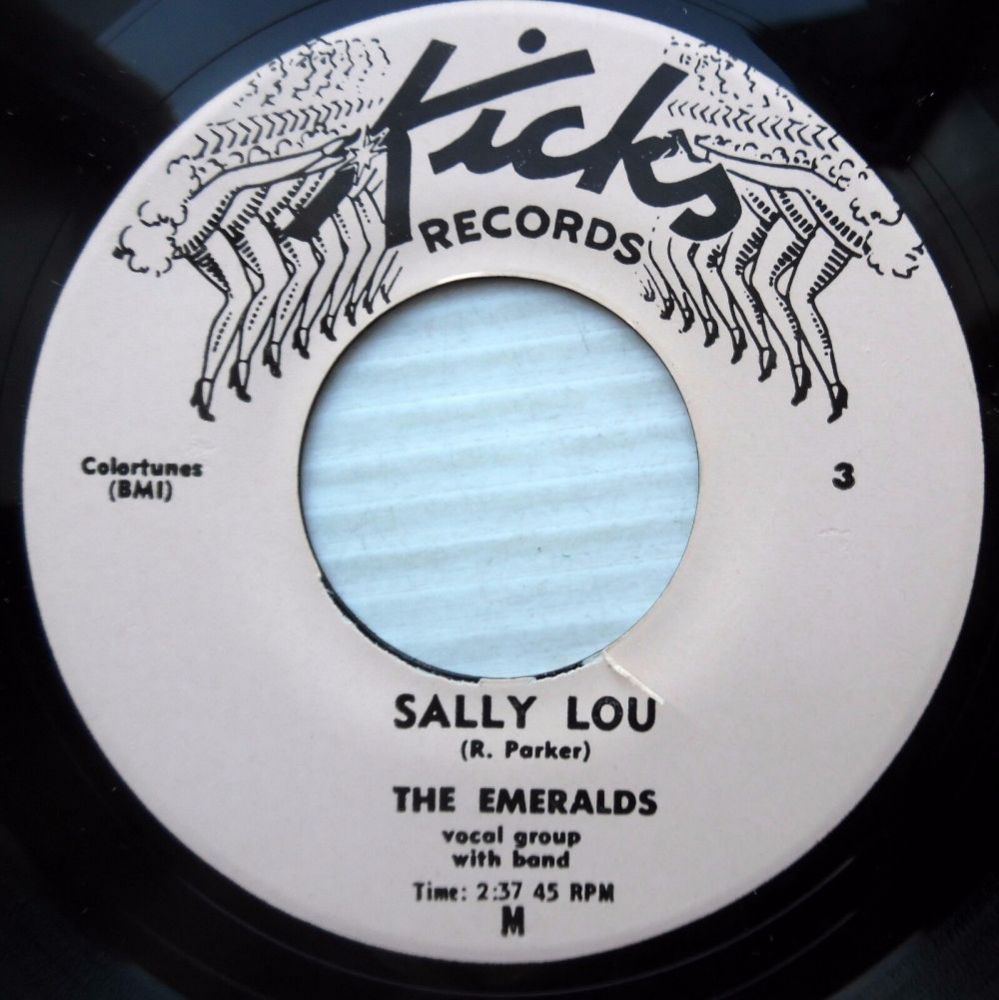 Kicks
RECORDS
Colortunes
(BMI)
3
SALLY LOU
(R. Parker)
THE EMERALDS
vocal group
with band
Time: 2:37 45 RPM
M